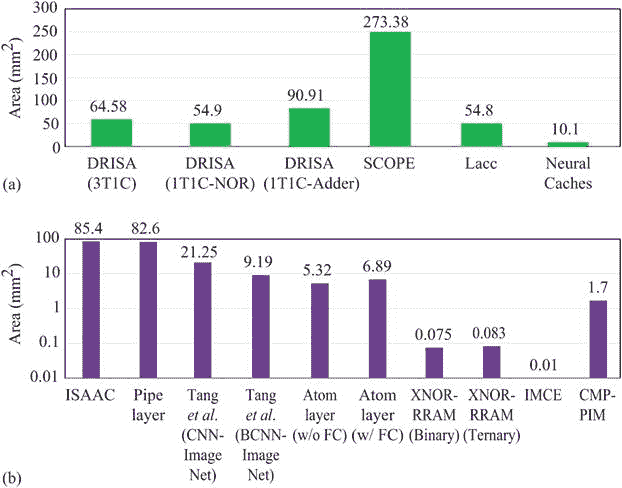 273.38
300
250
200
150
100
50
0
Area (mm2)
64.58
54.9
90.91
54.8
10.1
DRISA
(3T1C)
DRISA
(1T1C-NOR)
DRISA
(1T1C-Adder)
SCOPE
Lacc
Neural
Caches
(a)
85.4
82.6
21.25
9.19
5.32
6.89
0.075
0.083
0.01
1.7
100
10
1
0.1
0.01
Area (mm2)
ISAAC
Pipe
layer
Tang
et al.
(CNN-
Image
Net)
Tang
et al.
(BCNN-
Image
Net)
Atom
layer
(w/o FC)
Atom
layer
(w/ FC)
XNOR-
RRAM
(Binary)
XNOR-
RRAM
(Ternary)
IMCE
CMP-
PIM
(b)